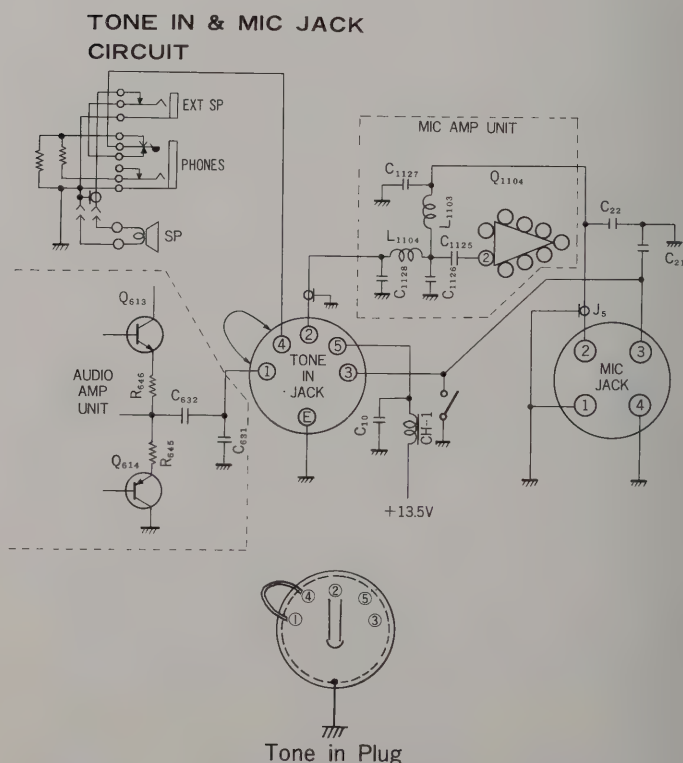 TONE IN & MIC JACK
CIRCUIT
EXT SP
PHONES
SP
MIC AMP UNIT
C1127
L1103
Q1104
L1104
C1125
C1128
C1126
2
C22
C21
J5
Q613
R646
AUDIO
AMP
UNIT
C632
C631
R645
Q614
4
2
5
1
TONE
IN
JACK
3
E
C10
CH-1
+13.5V
2
3
MIC
JACK
1
4
4
2
5
1
3
Tone in Plug